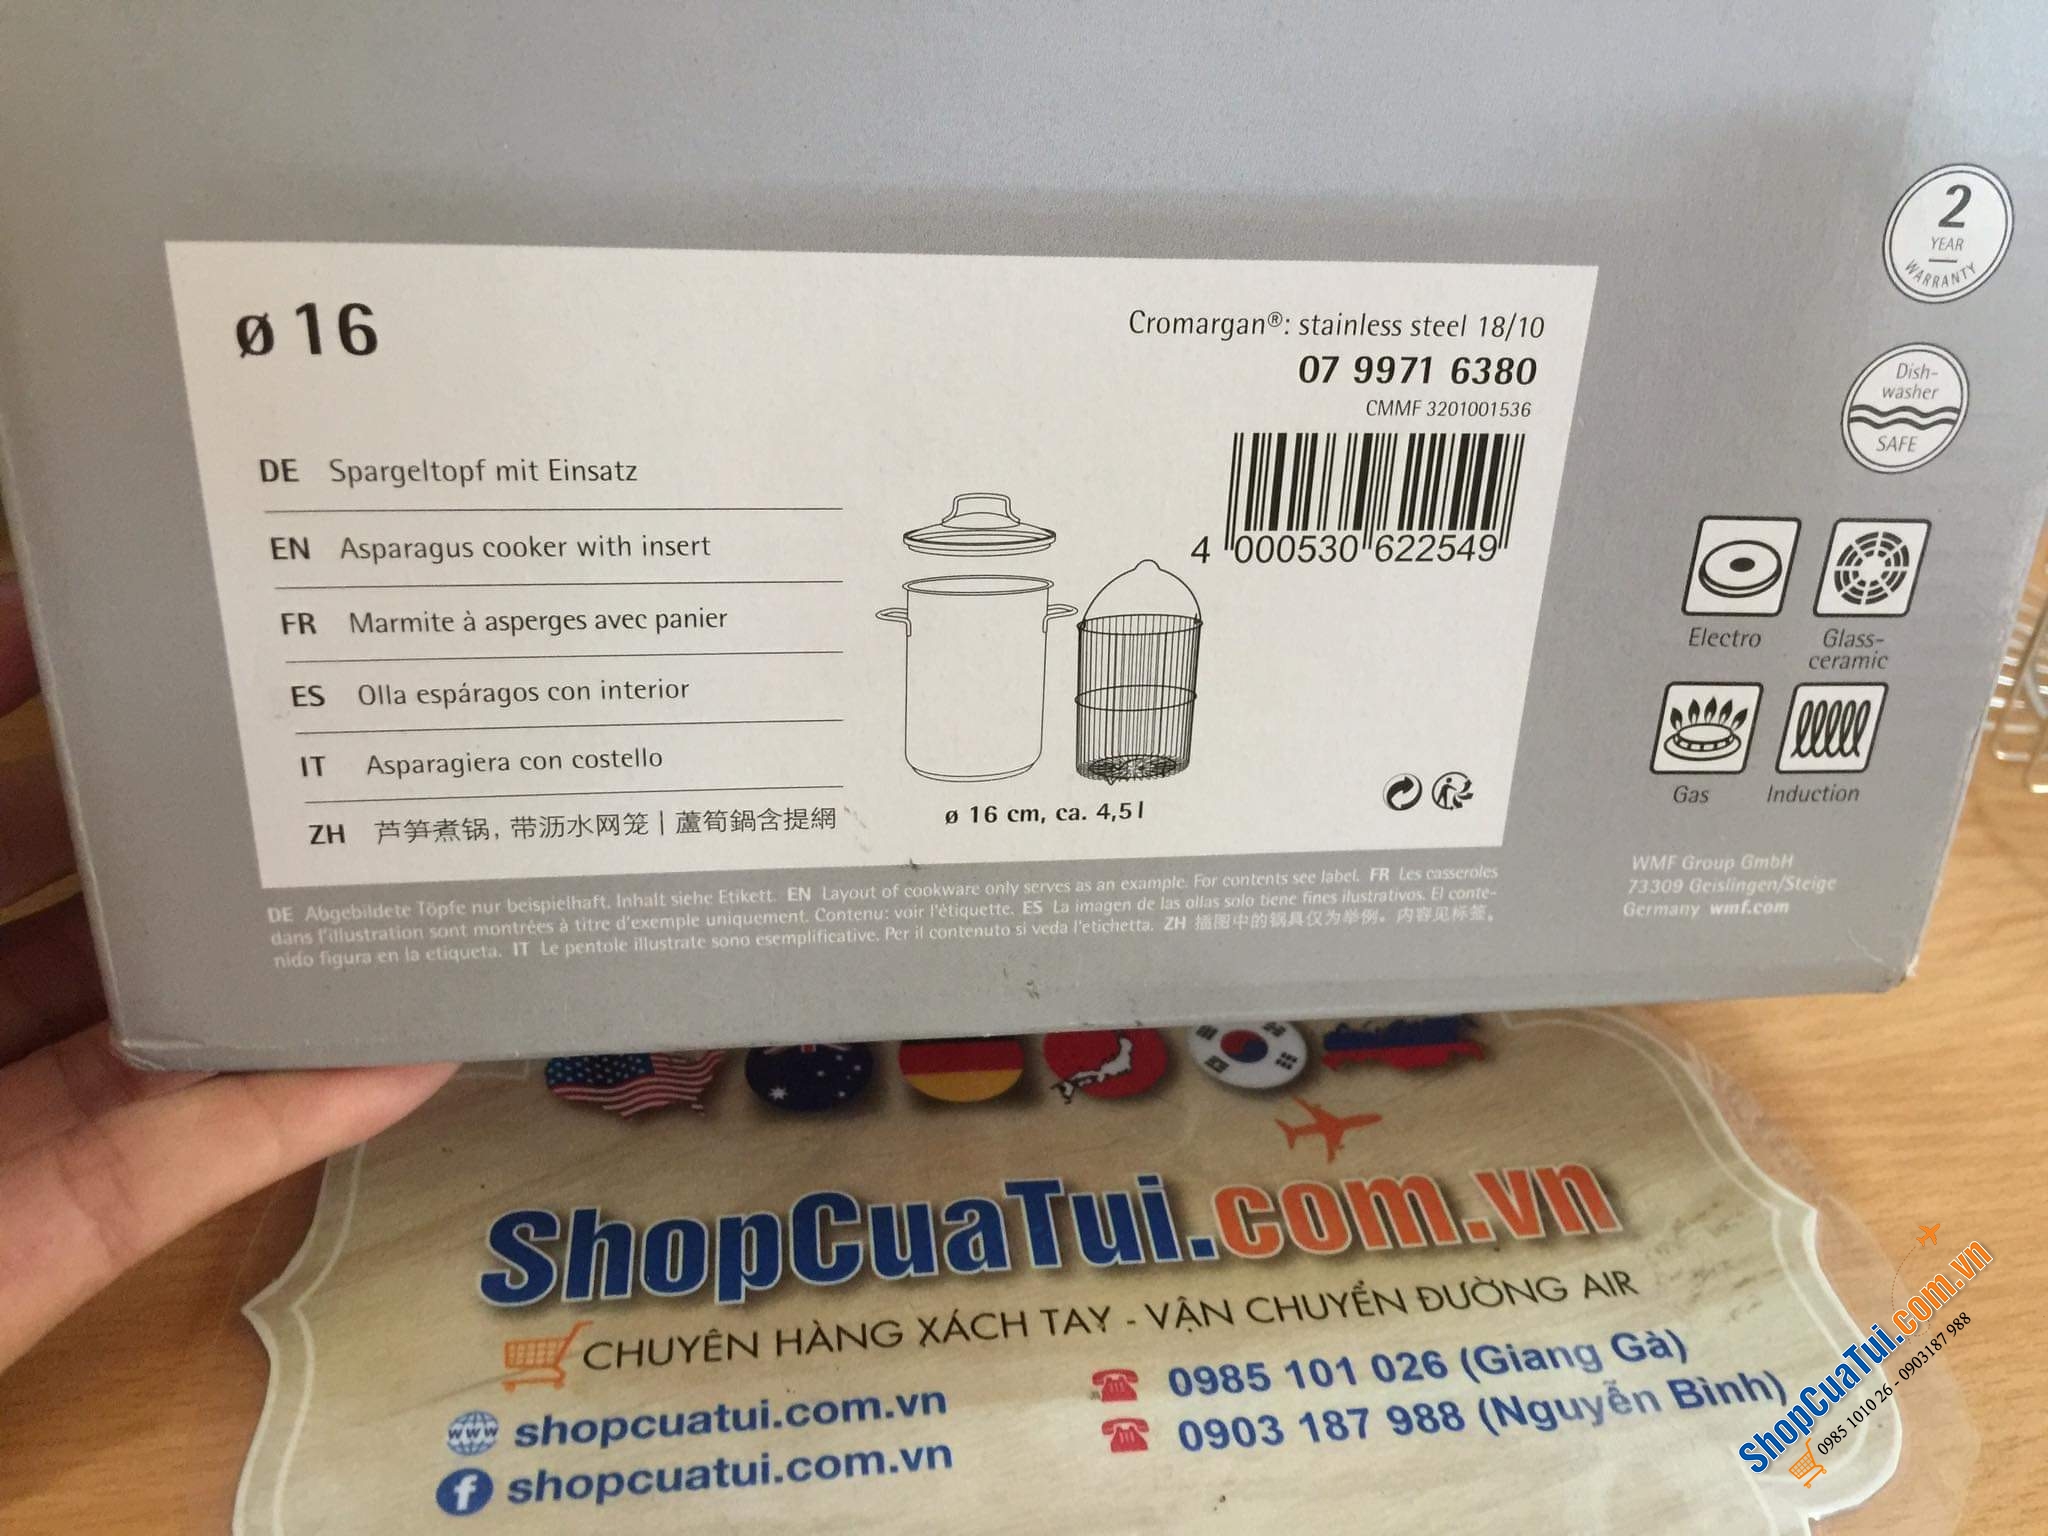 ø 16
Cromargan®: stainless steel 18/10
07 9971 6380
CMMF 3201001536
4 000530 622549
DE Spargeltopf mit Einsatz
EN Asparagus cooker with insert
FR Marmite à asperges avec panier
ES Olla espáragos con interior
IT Asparagiera con costello
ZH 芦笋煮锅, 带沥水网笼 | 蘆筍鍋含提網
ø 16 cm, ca. 4,5 l
DE Abgebildete Töpfe nur beispielhaft. Inhalt siehe Etikett. EN Layout of cookware only serves as an example. For contents see label. FR Les casseroles
dans l'illustration sont montrées à titre d'exemple uniquement. Contenu: voir l'étiquette. ES La imagen de las ollas solo tiene fines ilustrativos. El conte-
nido figura en la etiqueta. IT Le pentole illustrate sono esemplificative. Per il contenuto si veda l'etichetta. ZH 插图中的锅具仅为举例。内容见标签。
2
YEAR
WARRANTY
Dish-
washer
SAFE
Electro
Glass-
ceramic
Gas
Induction
WMF Group GmbH
73309 Geislingen/Steige
Germany wmf.com
ShopCuaTui.com.vn
CHUYÊN HÀNG XÁCH TAY - VẬN CHUYỂN ĐƯỜNG AIR
www shopcuatui.com.vn
0985 101 026 (Giang Gà)
f shopcuatui.com.vn
0903 187 988 (Nguyễn Bình)
ShopCuaTui.com.vn
0985 1010 26 - 0903187 988